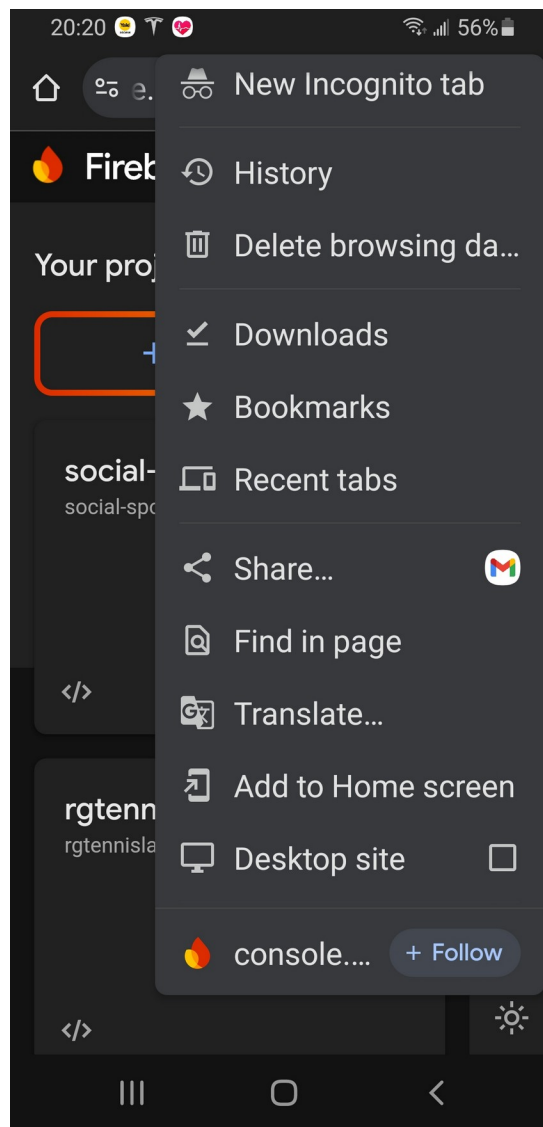 20:20 56%
e.
New Incognito tab
Fireb
History
Delete browsing da...
Your proj
Downloads
+
Bookmarks
social-
social-spo
Recent tabs
Share...
Find in page
</>
Translate...
Add to Home screen
rgtenn
rgtennisla
Desktop site
console.... + Follow
</>